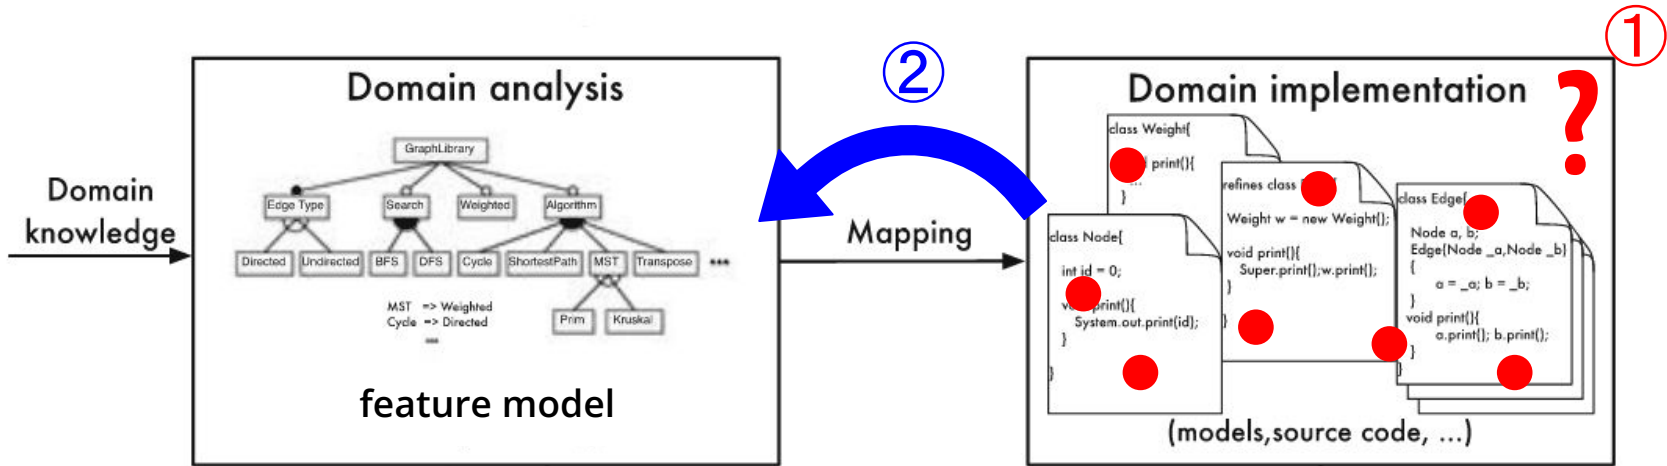 ①
②
Domain analysis
Domain implementation
?
Domain
knowledge
GraphLibrary
Edge Type
Search
Weighted
Algorithm
Directed
Undirected
BFS
DFS
Cycle
ShortestPath
MST
Transpose
MST => Weighted
Cycle => Directed
Prim
Kruskal
feature model
Mapping
class Weight{
print(){
...
}
refines class
{
Weight w = new Weight();
void print(){
Super.print();w.print();
}
}
class Edge{
Node a, b;
Edge(Node _a,Node _b)
{
a = _a; b = _b;
}
void print(){
a.print(); b.print();
}
}
class Node{
int id = 0;
print(){
System.out.print(id);
}
}
(models,source code, ...)